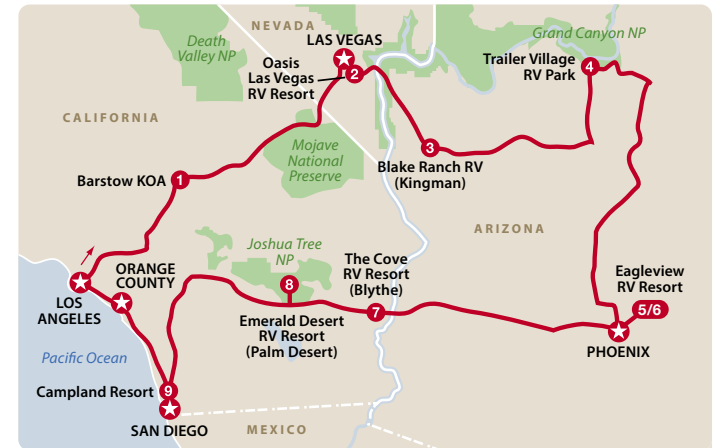 NEVADA
Death
Valley NP
LAS VEGAS
Grand Canyon NP
Oasis
Las Vegas
RV Resort
2
Trailer Village
RV Park
4
CALIFORNIA
Mojave
National
Preserve
3
Blake Ranch RV
(Kingman)
Barstow KOA
1
ARIZONA
Joshua Tree
NP
The Cove
RV Resort
(Blythe)
7
Eagleview
RV Resort
5/6
ORANGE
COUNTY
LOS
ANGELES
8
Emerald Desert
RV Resort
(Palm Desert)
PHOENIX
Pacific Ocean
Campland Resort
9
SAN DIEGO
MEXICO